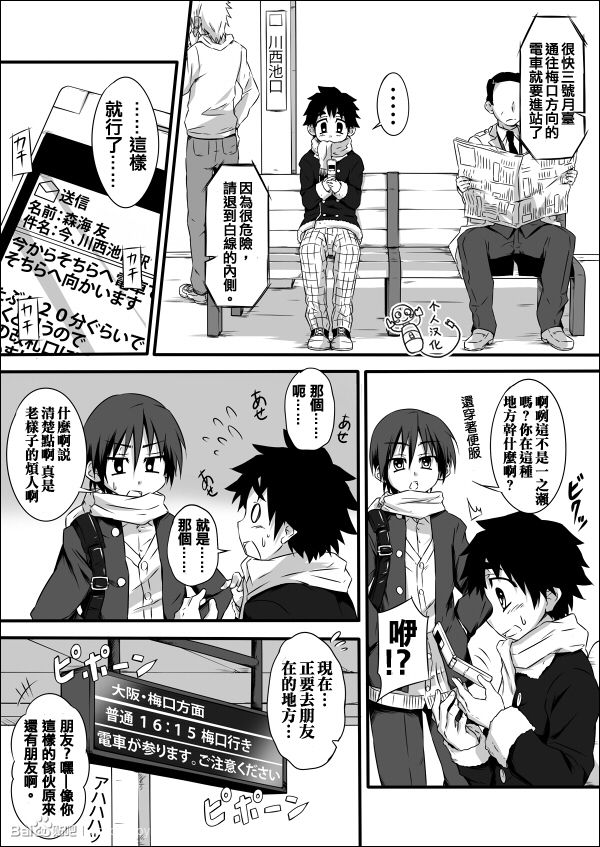 很快三號月臺
通往梅口方向的
電車就要進站了
・・・・
□ 川西池口
因為很危險，
請退到白線的內側。
个人汉化
……這樣
就行了……
カチ
カチ
カチ
送信
名前:森海 友
件名:今、川西池
駅
今からそちらへ電車
そちらへ向かいます
２０分ぐらいで
うので
改札口に
啊咧這不是一之瀨
嗎？你在這種
地方幹什麼啊？
還穿著便服
ビクッ
咿!?
那個……
呃……
あせ
あせ
什麼啊說
清楚點啊 真是
老樣子的煩人啊
就是……
那個……
現在…
正要去朋友
在的地方…
ピポーン
大阪・梅口方面
普通 16：15 梅口行き
電車が参ります。ご注意ください
ピポーン
朋友？嘿！像你
這樣的傢伙原來
還有朋友啊。
アハハハッ
Bai
贴吧